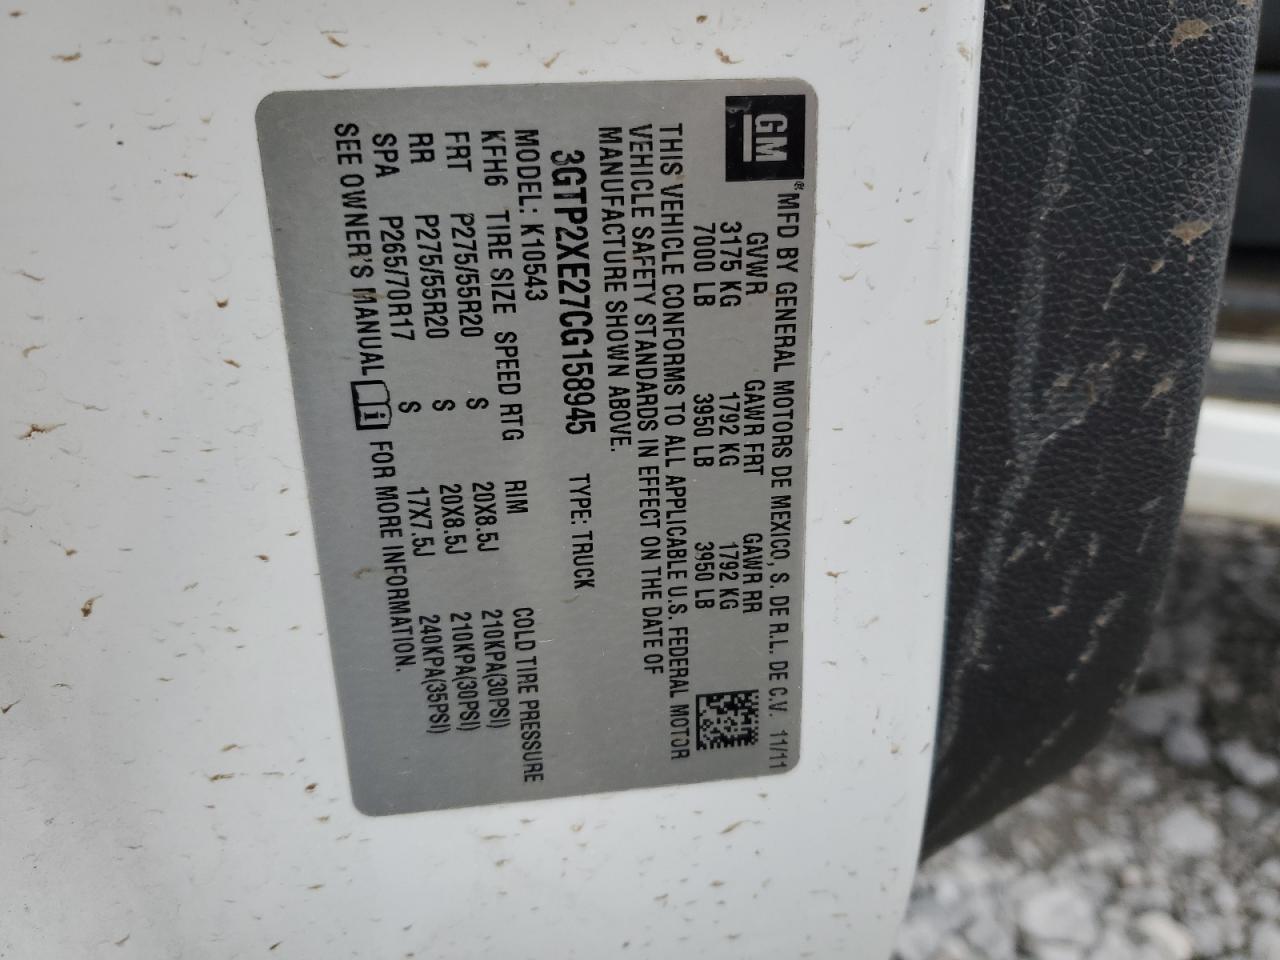 GM® MFD BY GENERAL MOTORS DE MEXICO, S. DE R.L. DE C.V. 11/11
GVWR GAWR FRT GAWR RR
3175 KG 1792 KG 1792 KG
7000 LB 3950 LB 3950 LB
THIS VEHICLE CONFORMS TO ALL APPLICABLE U.S. FEDERAL MOTOR
VEHICLE SAFETY STANDARDS IN EFFECT ON THE DATE OF
MANUFACTURE SHOWN ABOVE.
3GTP2XE27CG158945 TYPE: TRUCK
MODEL: K10543
KFH6 TIRE SIZE SPEED RTG RIM COLD TIRE PRESSURE
FRT P275/55R20 S 20X8.5J 210KPA(30PSI)
RR P275/55R20 S 20X8.5J 210KPA(30PSI)
SPA P265/70R17 S 17X7.5J 240KPA(35PSI)
SEE OWNER'S MANUAL i FOR MORE INFORMATION.